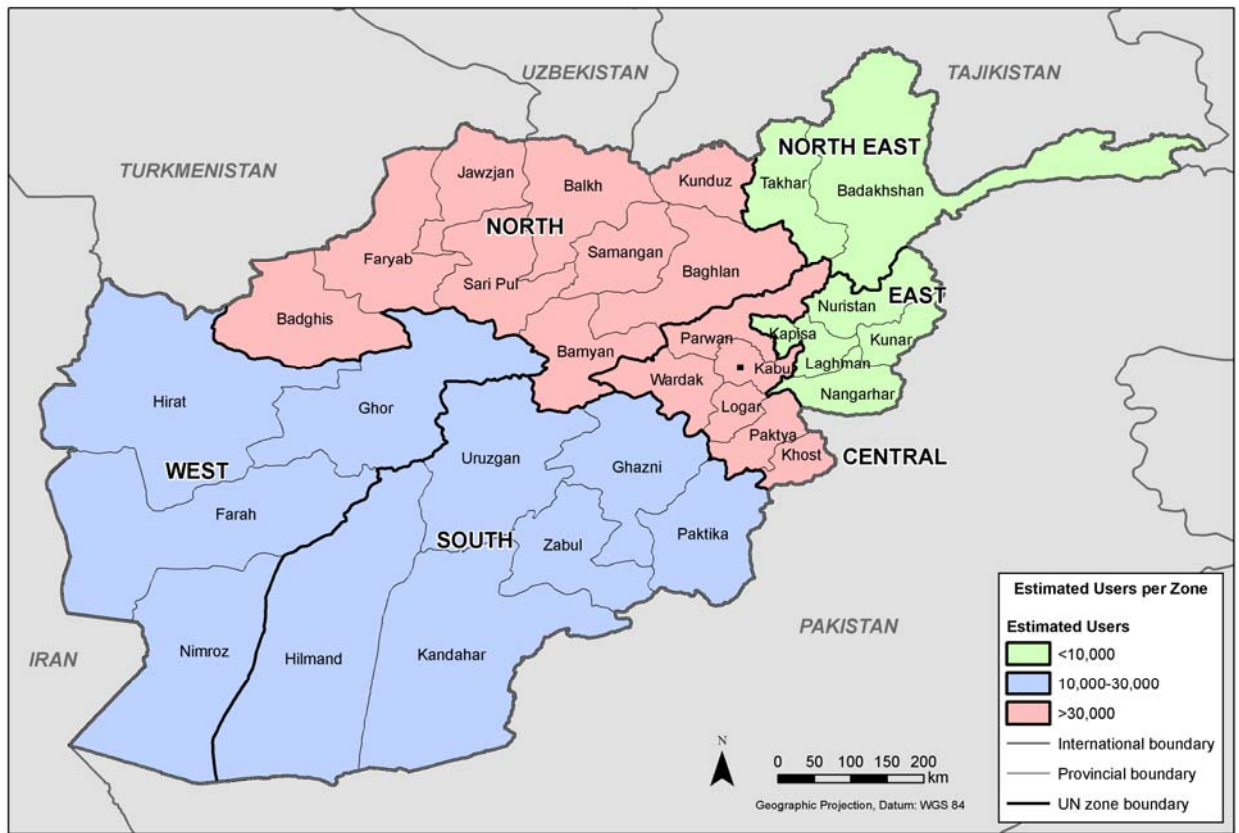 UZBEKISTAN
TAJIKISTAN
TURKMENISTAN
NORTH EAST
Takhar
Badakhshan
Jawzjan
Balkh
Kunduz
NORTH
Samangan
Faryab
Baghlan
Sari Pul
Badghis
EAST
Nuristan
Kapisa
Kunar
Parwan
Bamyan
Laghman
Kabul
Wardak
Nangarhar
Hirat
Ghor
Logar
Paktya
Khost
CENTRAL
Uruzgan
Ghazni
WEST
Farah
SOUTH
Zabul
Paktika
PAKISTAN
IRAN
Nimroz
Hilmand
Kandahar
Estimated Users per Zone
Estimated Users
<10,000
10,000-30,000
>30,000
International boundary
Provincial boundary
UN zone boundary
N
0 50 100 150 200
km
Geographic Projection, Datum: WGS 84